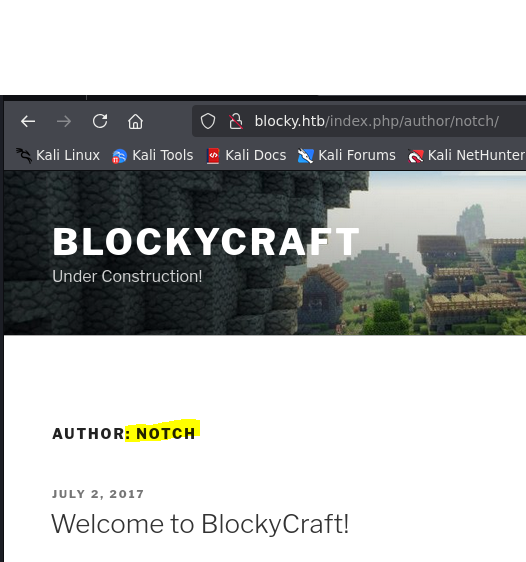 blocky.htb/index.php/author/notch/
Kali Linux Kali Tools Kali Docs Kali Forums Kali NetHunter
BLOCKYCRAFT
Under Construction!
AUTHOR: NOTCH
JULY 2, 2017
Welcome to BlockyCraft!